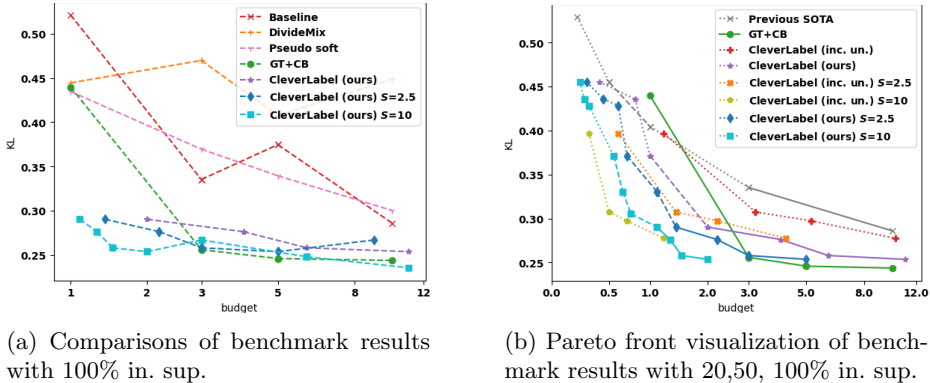 Baseline
DivideMix
Pseudo soft
GT+CB
CleverLabel (ours)
CleverLabel (ours) S=2.5
CleverLabel (ours) S=10
0.50
0.45
0.40
0.35
0.30
0.25
KL
1
2
3
5
8
12
budget
Previous SOTA
GT+CB
CleverLabel (inc. un.)
CleverLabel (ours)
CleverLabel (inc. un.) S=2.5
CleverLabel (inc. un.) S=10
CleverLabel (ours) S=2.5
CleverLabel (ours) S=10
0.50
0.45
0.40
0.35
0.30
0.25
KL
0.0
0.5
1.0
2.0
3.0
5.0
8.0
12.0
budget
(a) Comparisons of benchmark results
with 100% in. sup.
(b) Pareto front visualization of bench-
mark results with 20,50, 100% in. sup.